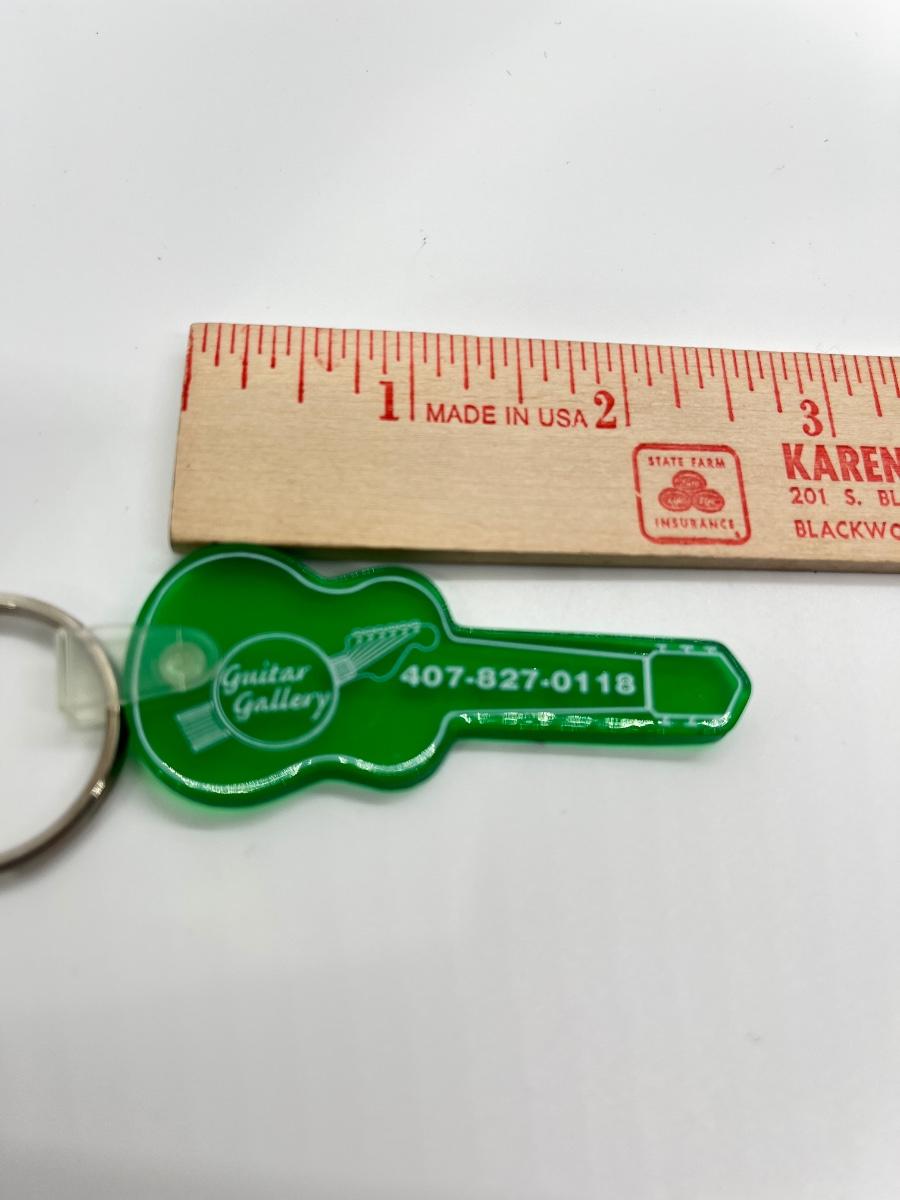 1 MADE IN USA 2 3
STATE FARM
INSURANCE
KAREN
201 S. BL
BLACKWO
Guitar
Gallery
407-827-0118